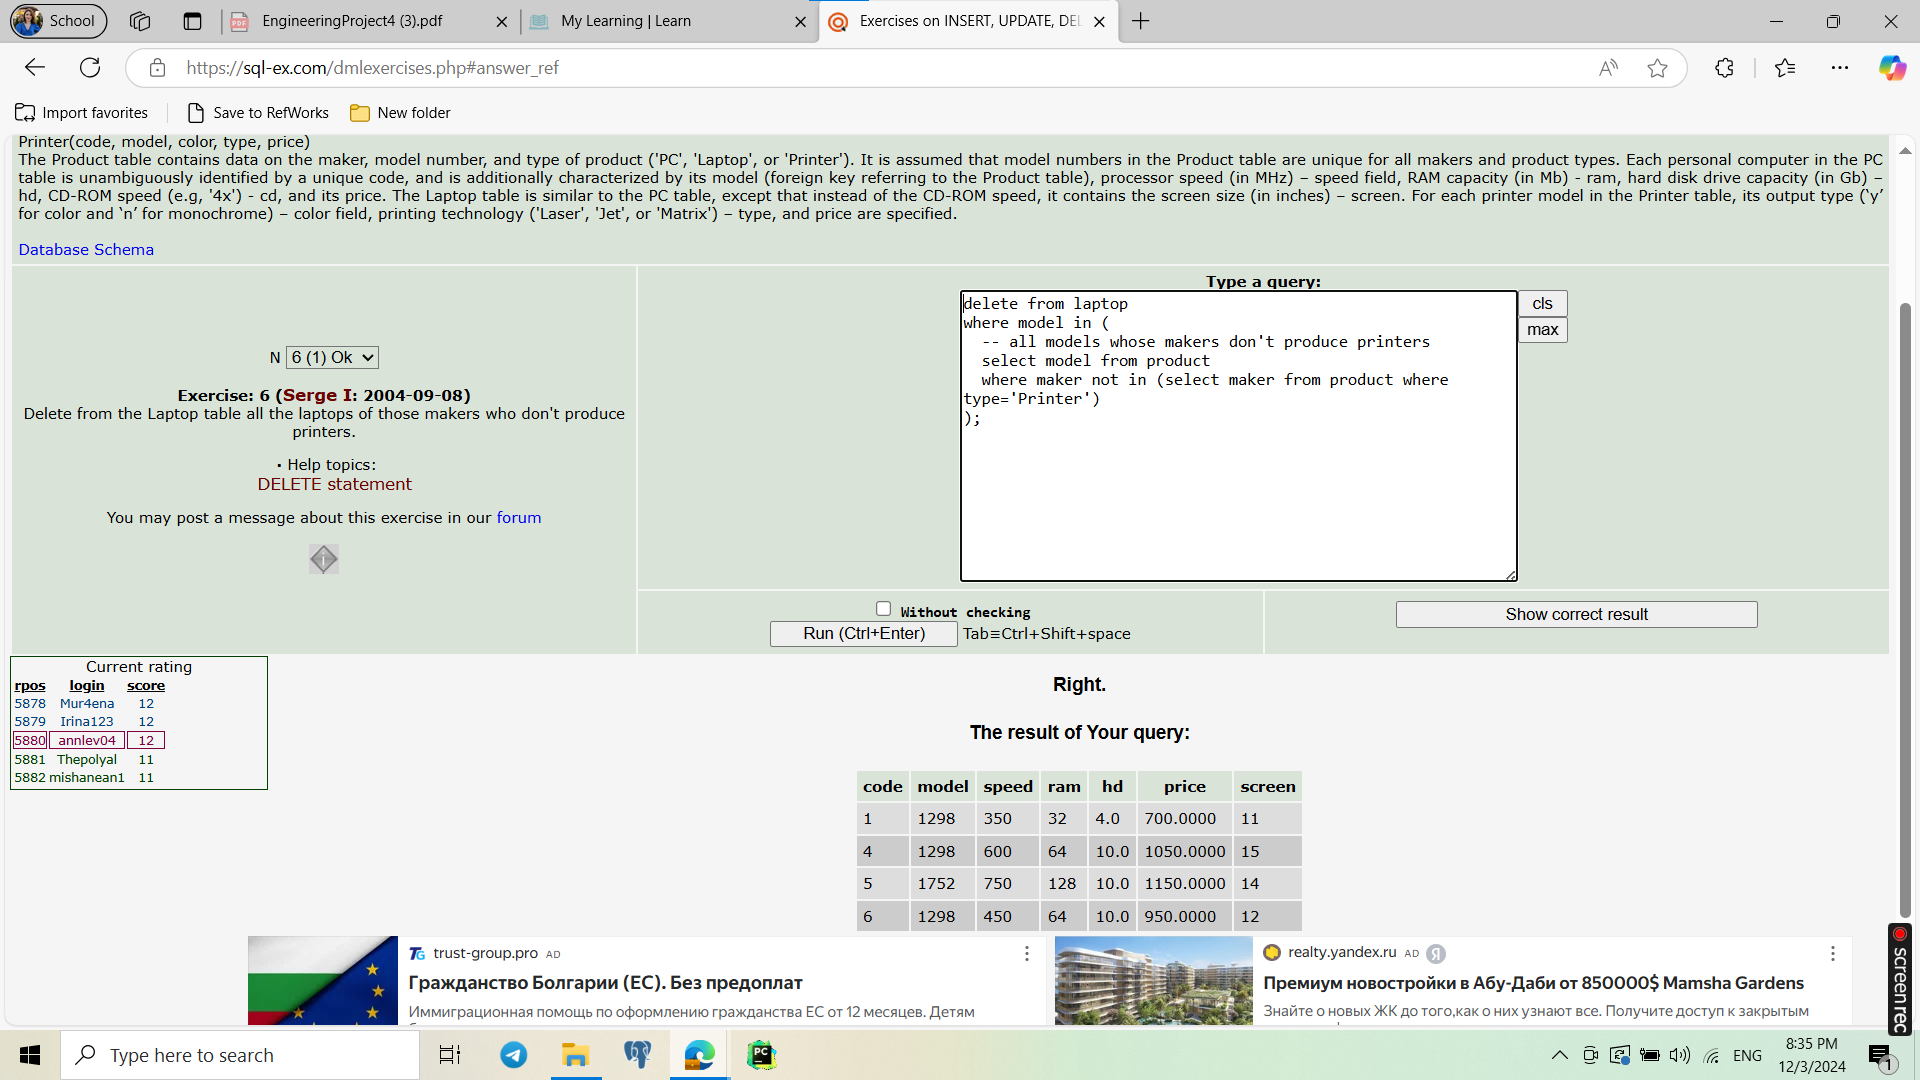 School
EngineeringProject4 (3).pdf
My Learning | Learn
Exercises on INSERT, UPDATE, DEL
https://sql-ex.com/dmlexercises.php#answer_ref
Import favorites
Save to RefWorks
New folder
Printer(code, model, color, type, price)
The Product table contains data on the maker, model number, and type of product ('PC', 'Laptop', or 'Printer'). It is assumed that model numbers in the Product table are unique for all makers and product types. Each personal computer in the PC
table is unambiguously identified by a unique code, and is additionally characterized by its model (foreign key referring to the Product table), processor speed (in MHz) – speed field, RAM capacity (in Mb) - ram, hard disk drive capacity (in Gb) –
hd, CD-ROM speed (e.g, '4x') - cd, and its price. The Laptop table is similar to the PC table, except that instead of the CD-ROM speed, it contains the screen size (in inches) – screen. For each printer model in the Printer table, its output type (‘y’
for color and ‘n’ for monochrome) – color field, printing technology ('Laser', 'Jet', or 'Matrix') – type, and price are specified.
Database Schema
N 6 (1) Ok
Exercise: 6 (Serge I: 2004-09-08)
Delete from the Laptop table all the laptops of those makers who don't produce
printers.
· Help topics:
DELETE statement
You may post a message about this exercise in our forum
Type a query:
delete from laptop
where model in (
-- all models whose makers don't produce printers
select model from product
where maker not in (select maker from product where
type='Printer')
);
cls
max
Without checking
Run (Ctrl+Enter) Tab≡Ctrl+Shift+space
Show correct result
Current rating
rpos login score
5878 Mur4ena 12
5879 Irina123 12
5880 annlev04 12
5881 Thepolyal 11
5882 mishanean1 11
Right.
The result of Your query:
code model speed ram hd price screen
1 1298 350 32 4.0 700.0000 11
4 1298 600 64 10.0 1050.0000 15
5 1752 750 128 10.0 1150.0000 14
6 1298 450 64 10.0 950.0000 12
TG trust-group.pro AD
Гражданство Болгарии (ЕС). Без предоплат
Иммиграционная помощь по оформлению гражданства ЕС от 12 месяцев. Детям
realty.yandex.ru AD Я
Премиум новостройки в Абу-Даби от 850000$ Mamsha Gardens
Знайте о новых ЖК до того,как о них узнают все. Получите доступ к закрытым
screenrec
Type here to search
PC
ENG
8:35 PM
12/3/2024
1